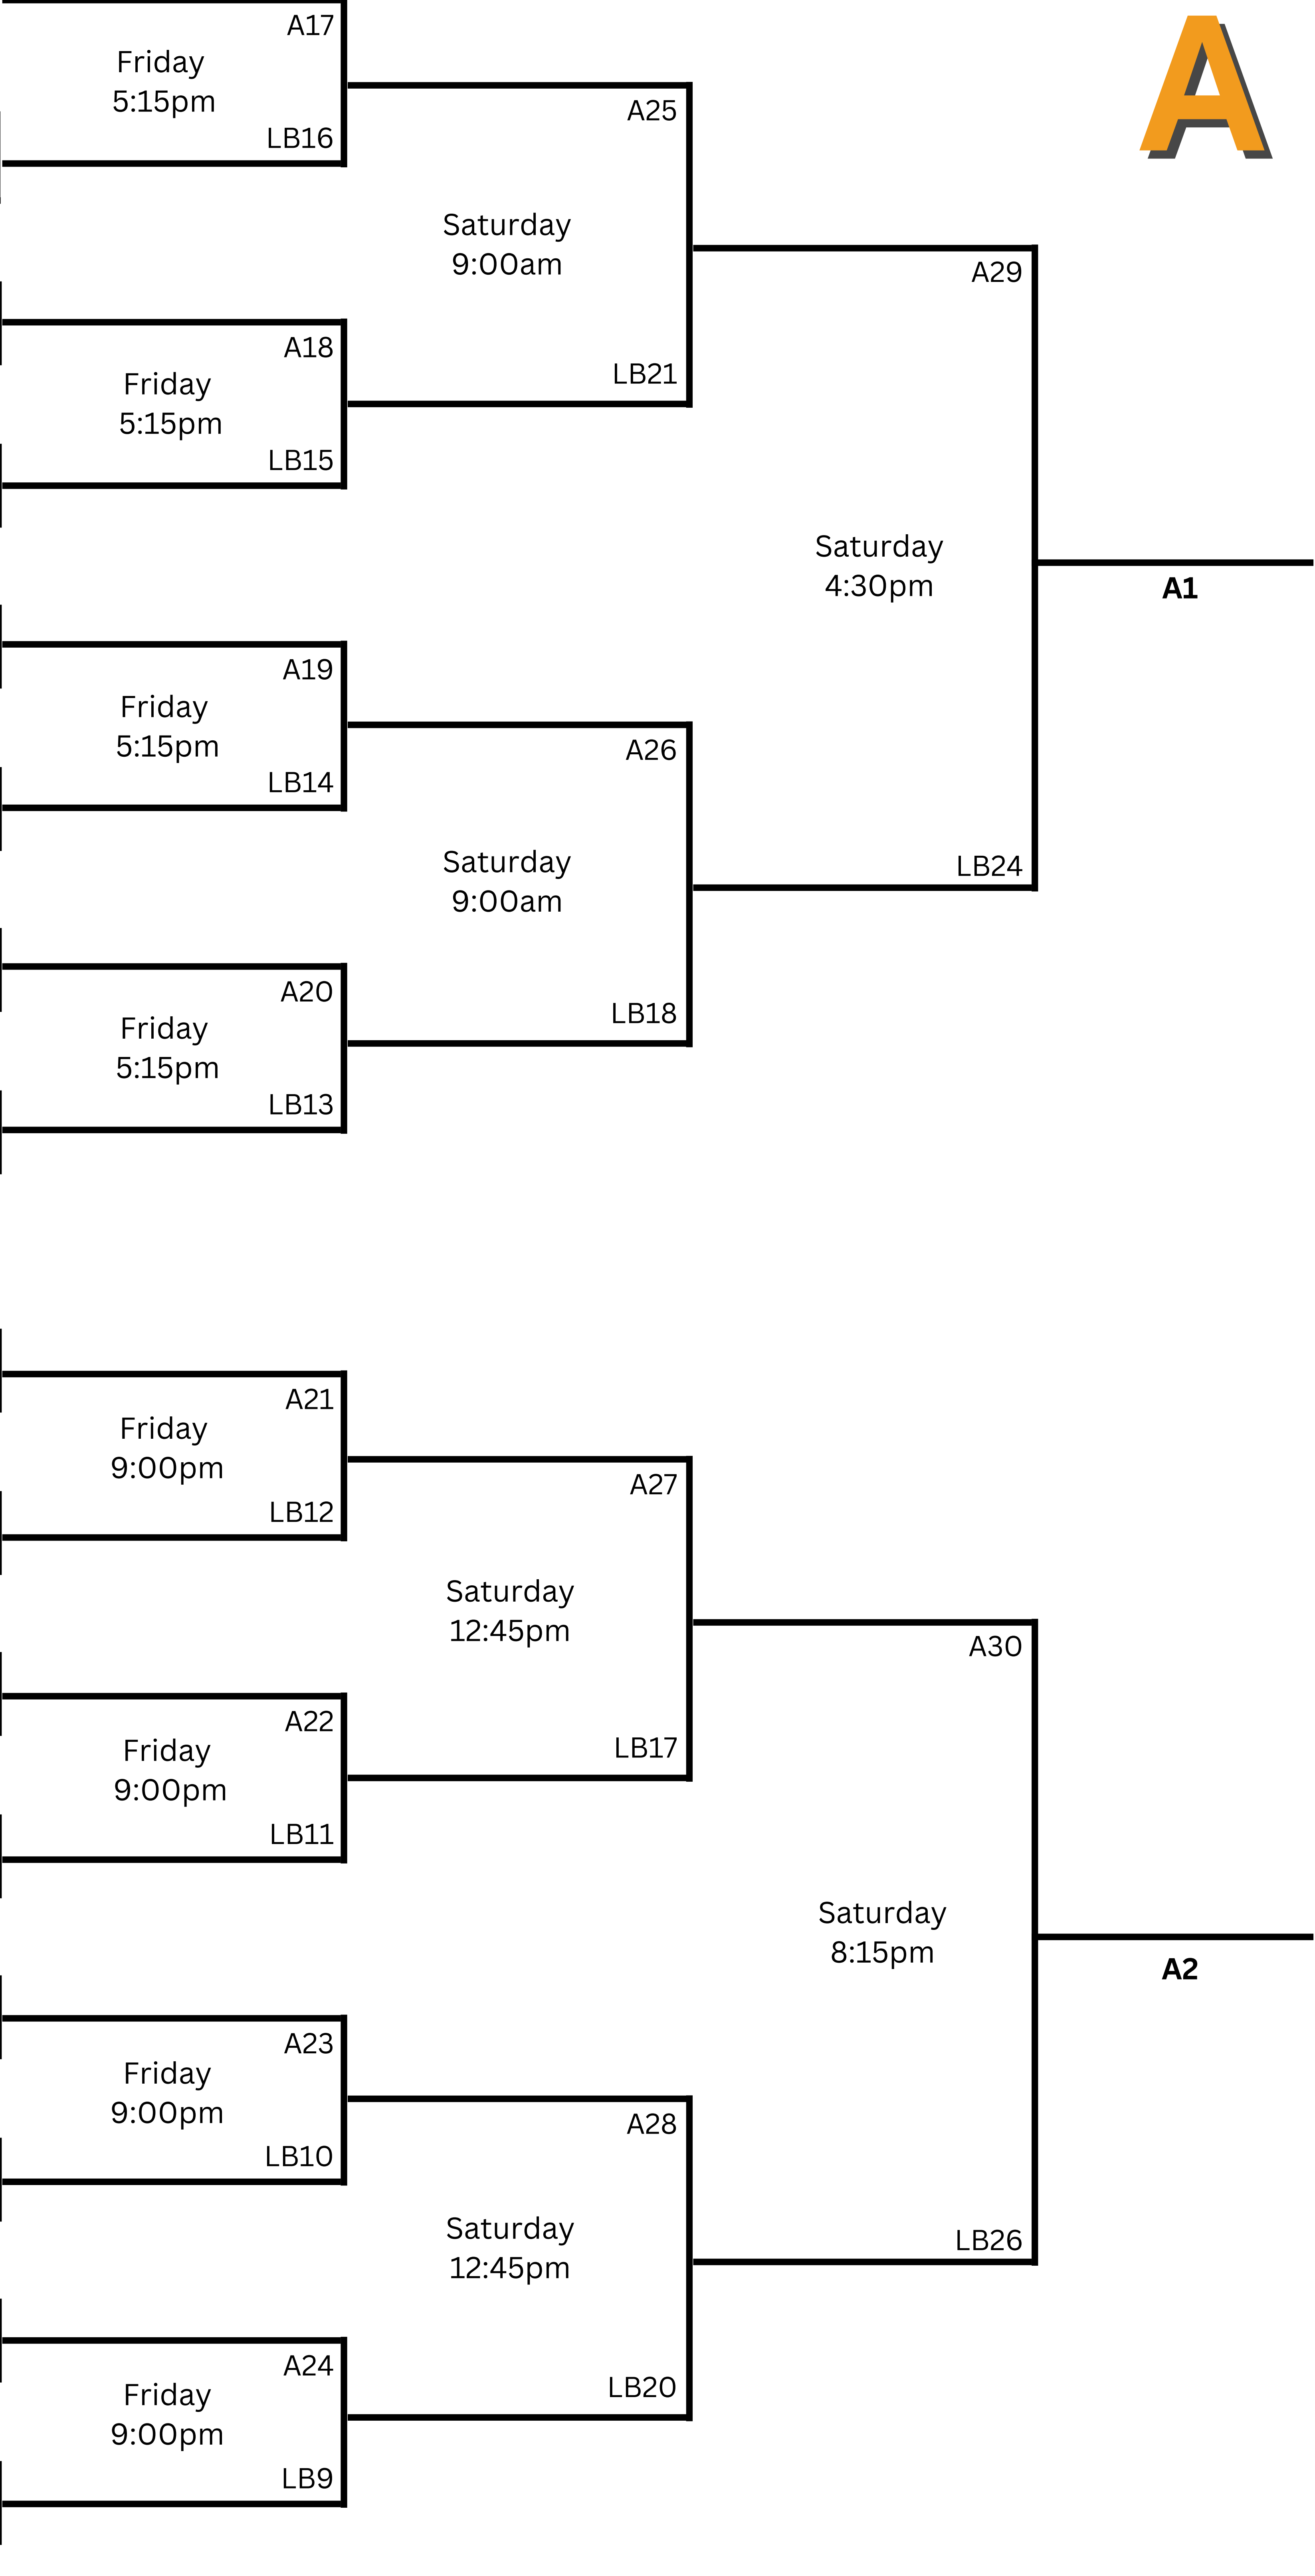 A
A17
Friday
5:15pm
LB16
A25
Saturday
9:00am
LB21
A18
Friday
5:15pm
LB15
A29
Saturday
4:30pm
LB24
A1
A19
Friday
5:15pm
LB14
A26
Saturday
9:00am
LB18
A20
Friday
5:15pm
LB13
A21
Friday
9:00pm
LB12
A27
Saturday
12:45pm
LB17
A22
Friday
9:00pm
LB11
A30
Saturday
8:15pm
LB26
A2
A23
Friday
9:00pm
LB10
A28
Saturday
12:45pm
LB20
A24
Friday
9:00pm
LB9